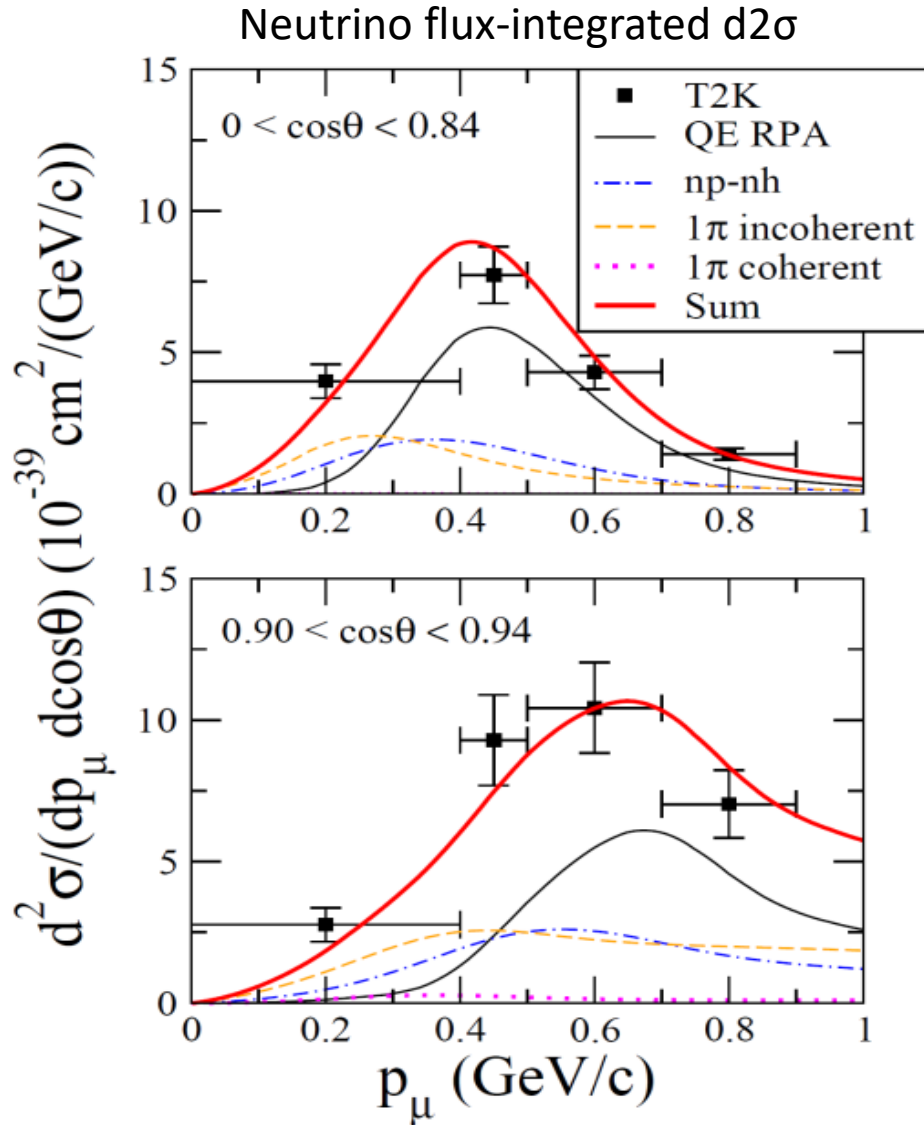 Neutrino flux-integrated d2σ
15
10
5
0
0 < cosθ < 0.84
T2K
QE RPA
np-nh
1π incoherent
1π coherent
Sum
0 0.2 0.4 0.6 0.8 1
15
10
5
0
0.90 < cosθ < 0.94
0 0.2 0.4 0.6 0.8 1
d²σ/(dp_μ dcosθ) (10⁻³⁹ cm²/(GeV/c))
p_μ (GeV/c)